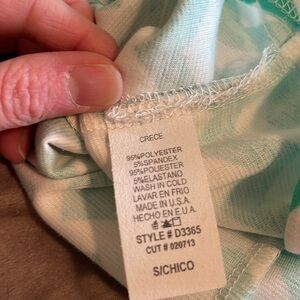 CRECE
95%POLYESTER
5%SPANDEX
95%POLIESTER
5%ELASTANO
WASH IN COLD
LAVAR EN FRIO
MADE IN U.S.A.
HECHO EN E.U.A.
STYLE # D3365
CUT # 020713
S/CHICO